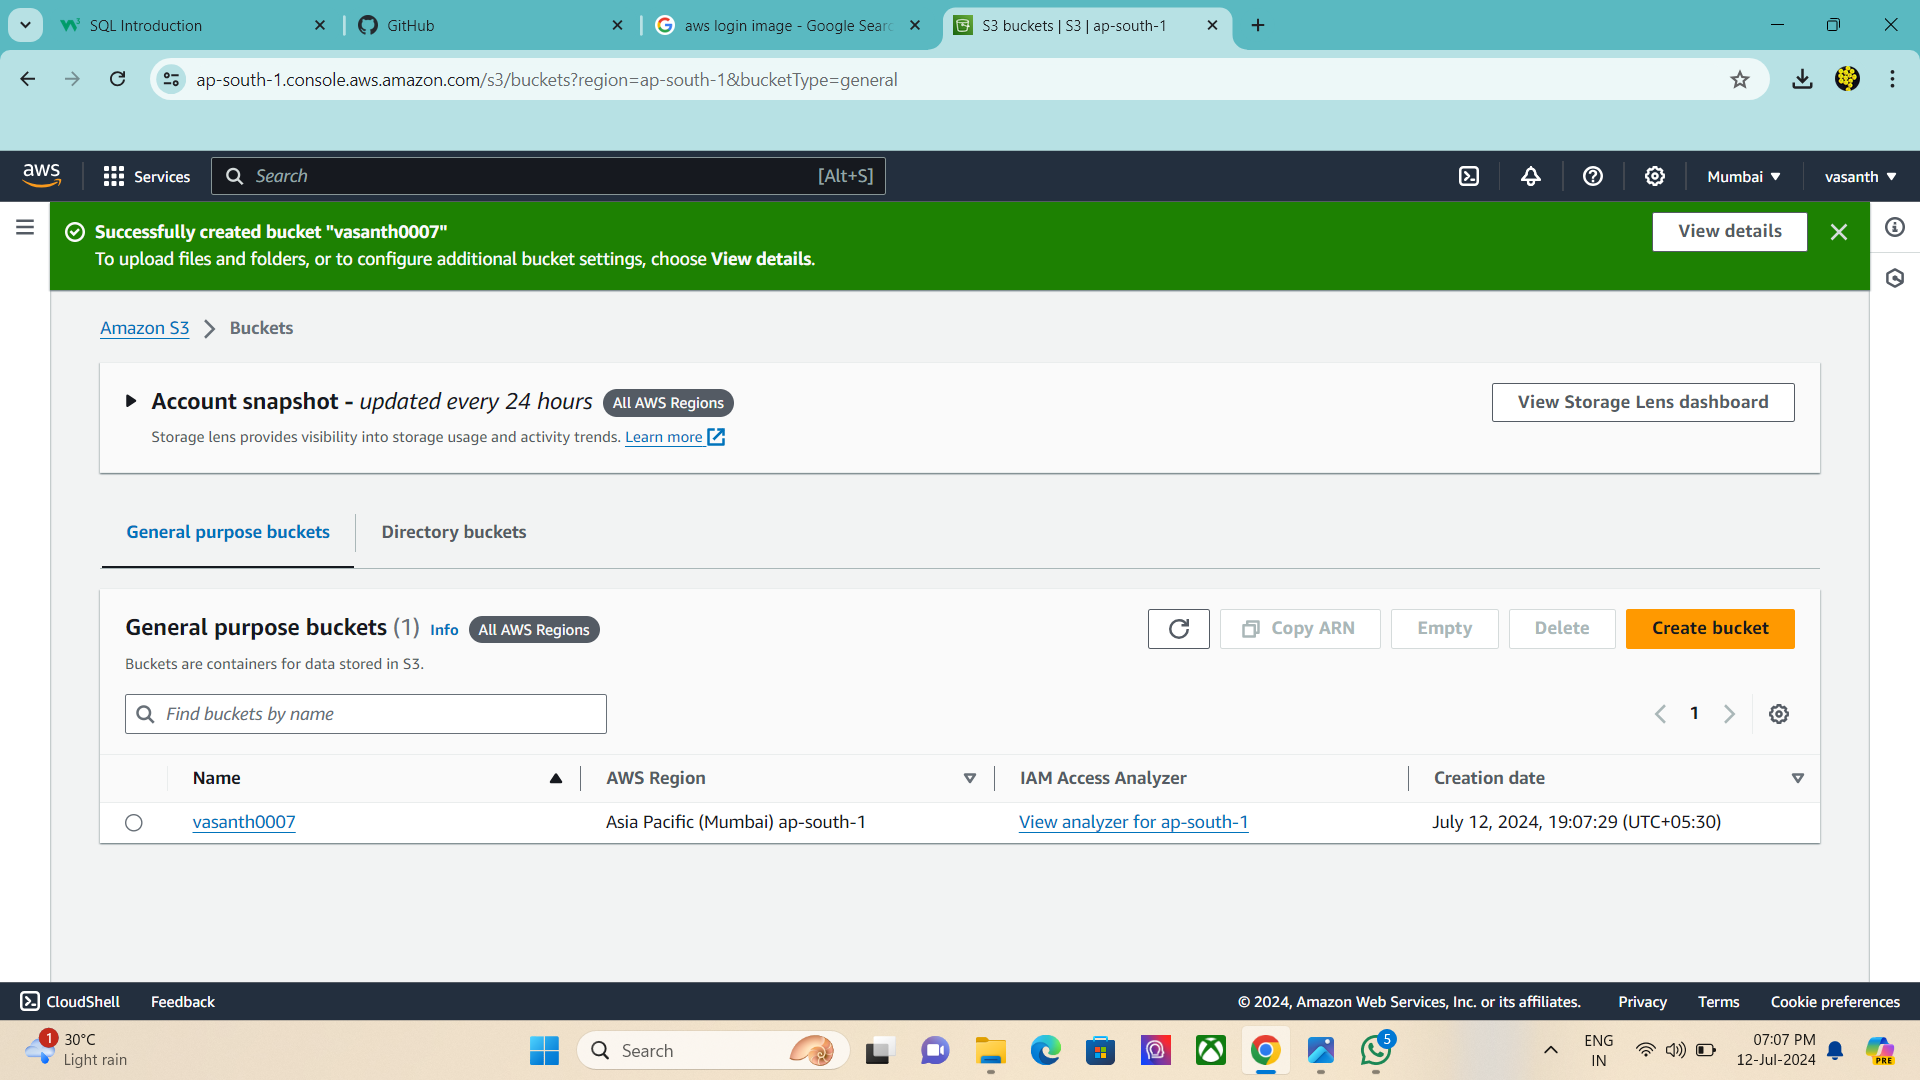 SQL Introduction
GitHub
aws login image - Google Searc
S3 buckets | S3 | ap-south-1
ap-south-1.console.aws.amazon.com/s3/buckets?region=ap-south-1&bucketType=general
aws
Services
Search
[Alt+S]
Mumbai
vasanth
Successfully created bucket "vasanth0007"
To upload files and folders, or to configure additional bucket settings, choose View details.
View details
Amazon S3
Buckets
Account snapshot - updated every 24 hours
All AWS Regions
Storage lens provides visibility into storage usage and activity trends. Learn more
View Storage Lens dashboard
General purpose buckets
Directory buckets
General purpose buckets (1)
Info
All AWS Regions
Buckets are containers for data stored in S3.
Copy ARN
Empty
Delete
Create bucket
Find buckets by name
1
Name
AWS Region
IAM Access Analyzer
Creation date
vasanth0007
Asia Pacific (Mumbai) ap-south-1
View analyzer for ap-south-1
July 12, 2024, 19:07:29 (UTC+05:30)
CloudShell
Feedback
© 2024, Amazon Web Services, Inc. or its affiliates.
Privacy
Terms
Cookie preferences
1
30°C
Light rain
Search
5
ENG
IN
07:07 PM
12-Jul-2024
PRE